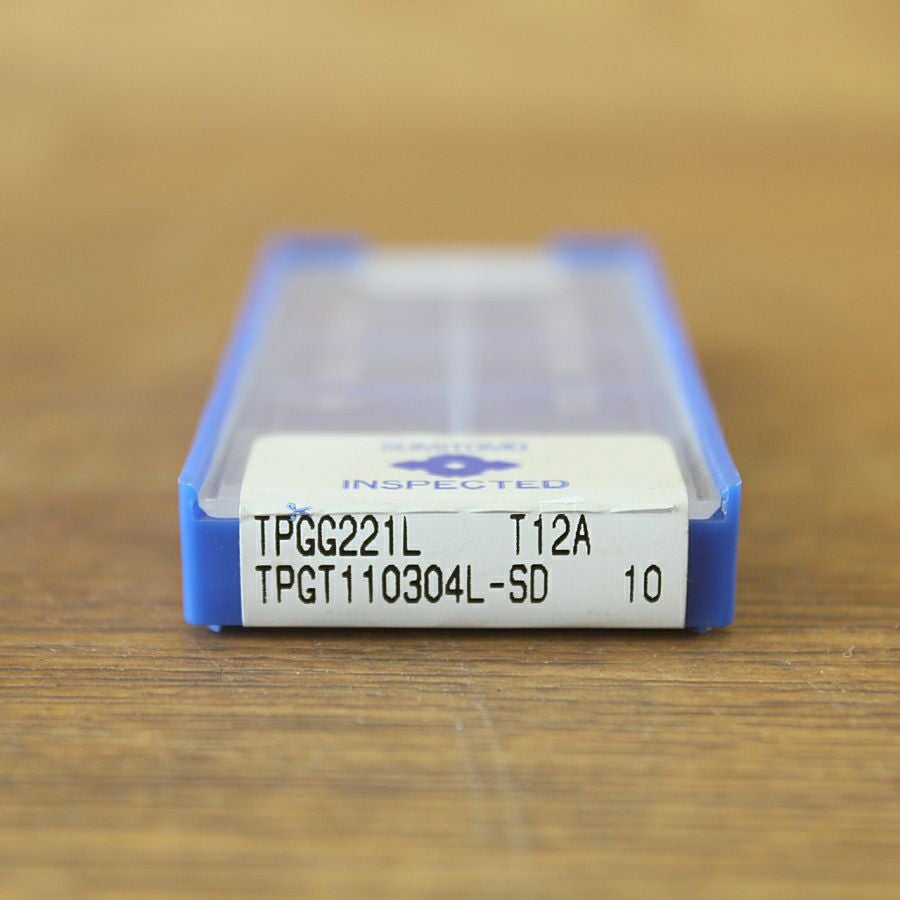 SUMITOMO
INSPECTED
TPGG221L T12A
TPGT110304L-SD 10